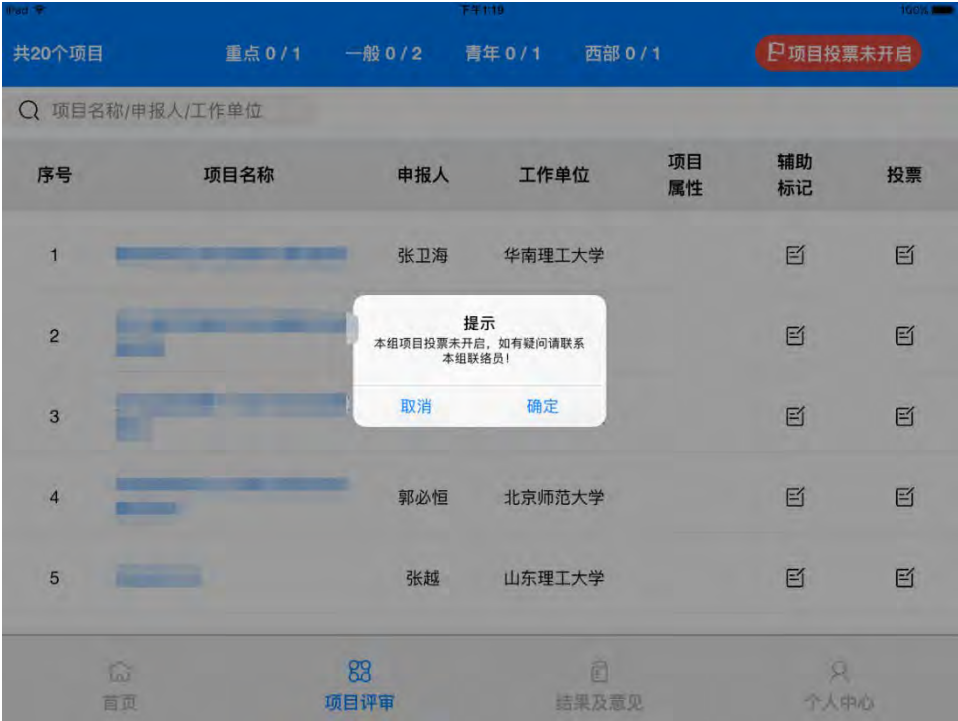 iPad 下午1:19 100%
共20个项目 重点 0 / 1 一般 0 / 2 青年 0 / 1 西部 0 / 1 项目投票未开启
项目名称/申报人/工作单位
序号 项目名称 申报人 工作单位 项目属性 辅助标记 投票
1 张卫海 华南理工大学
2
3
提示
本组项目投票未开启，如有疑问请联系
本组联络员！
取消 确定
4 郭必恒 北京师范大学
5 张越 山东理工大学
首页 项目评审 结果及意见 个人中心